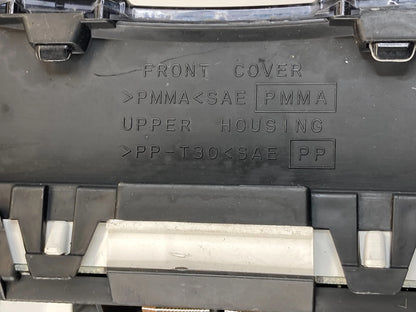 FRONT COVER
>PMMA<SAE PMMA
UPPER HOUSING
>PP-T30<SAE PP